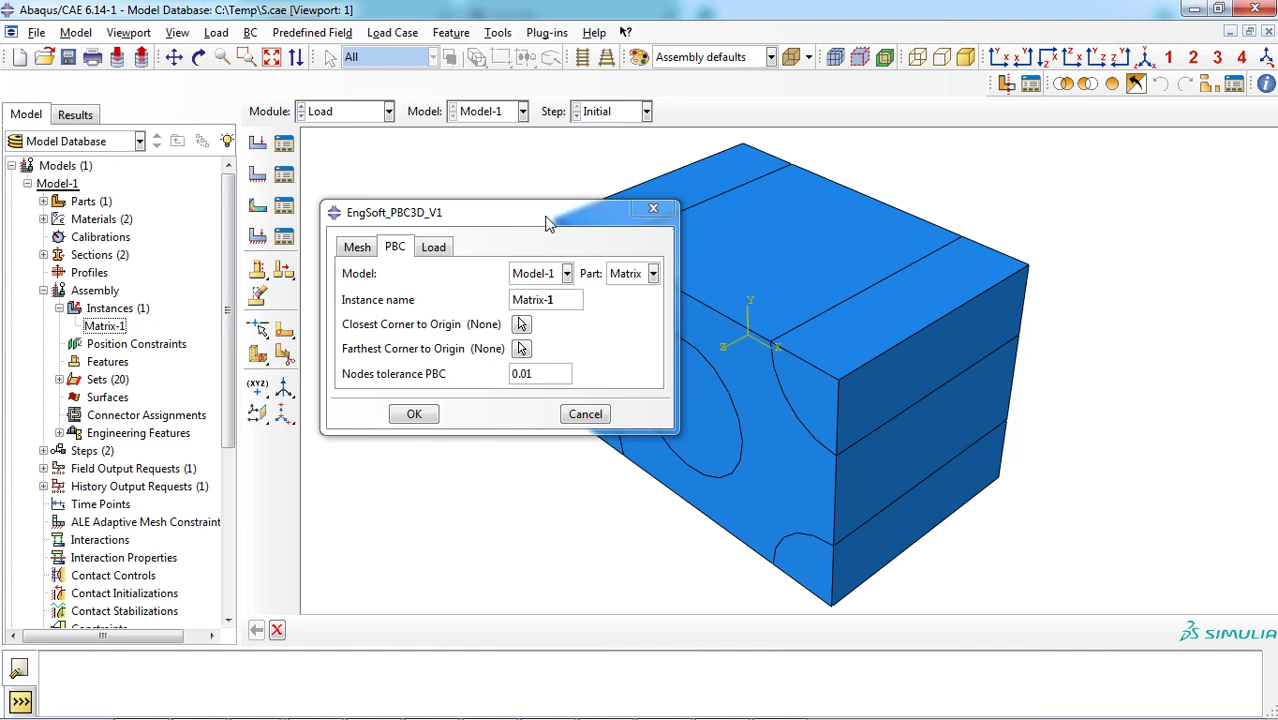 Abaqus/CAE 6.14-1 - Model Database: C:\Temp\S.cae [Viewport: 1]
File Model Viewport View Load BC Predefined Field Load Case Feature Tools Plug-ins Help
All Assembly defaults 1 2 3 4
Model Results Module: Load Model: Model-1 Step: Initial
Model Database
Models (1)
Model-1
Parts (1)
Materials (2)
Calibrations
Sections (2)
Profiles
Assembly
Instances (1)
Matrix-1
Position Constraints
Features
Sets (20)
Surfaces
Connector Assignments
Engineering Features
Steps (2)
Field Output Requests (1)
History Output Requests (1)
Time Points
ALE Adaptive Mesh Constraint
Interactions
Interaction Properties
Contact Controls
Contact Initializations
Contact Stabilizations
(XYZ)
EngSoft_PBC3D_V1
Mesh PBC Load
Model: Model-1 Part: Matrix
Instance name Matrix-1
Closest Corner to Origin (None)
Farthest Corner to Origin (None)
Nodes tolerance PBC 0.01
OK Cancel
Y
Z X
SIMULIA
>>>